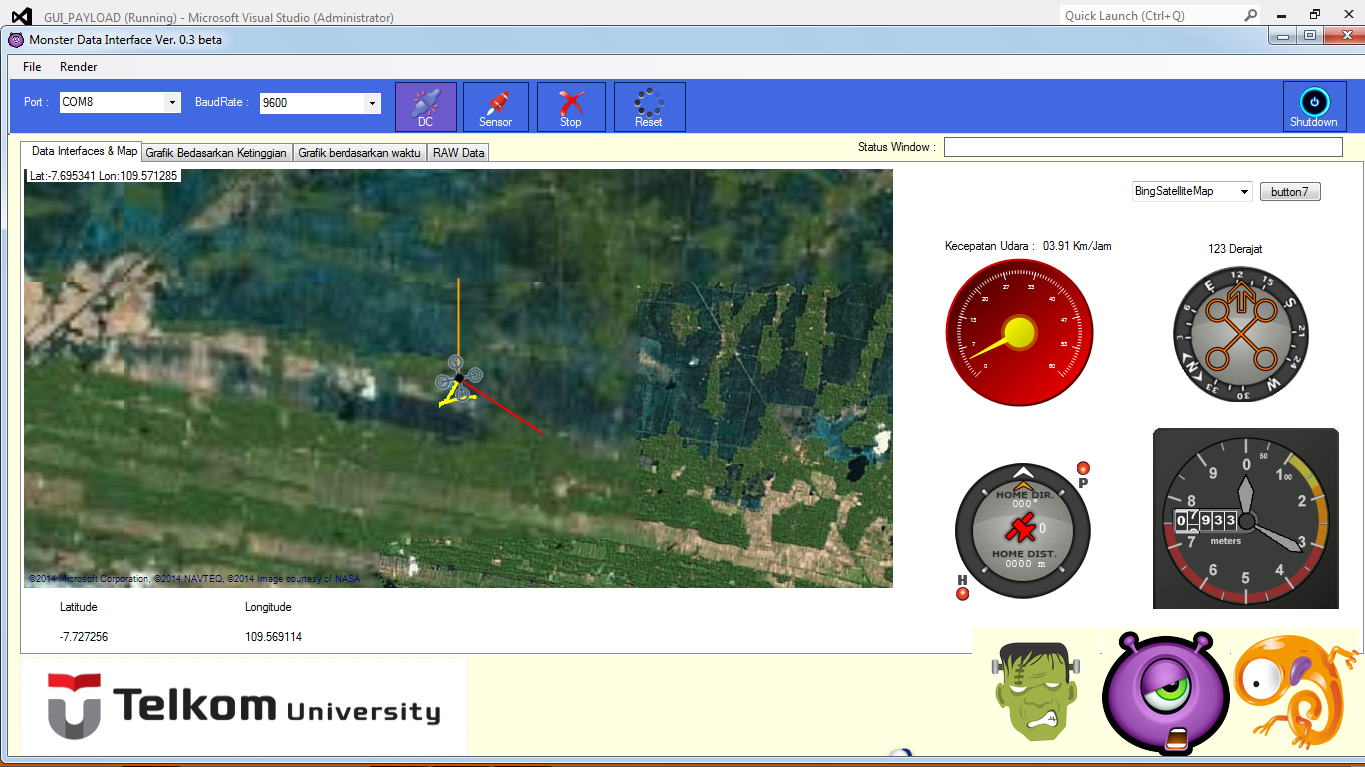 GUI_PAYLOAD (Running) - Microsoft Visual Studio (Administrator)
Quick Launch (Ctrl+Q)
Monster Data Interface Ver. 0.3 beta
File Render
Port : COM8 BaudRate : 9600 DC Sensor Stop Reset Shutdown
Data Interfaces & Map Grafik Bedasarkan Ketinggian Grafik berdasarkan waktu RAW Data
Status Window :
Lat:-7.695341 Lon:109.571285
BingSatelliteMap button7
Kecepatan Udara : 03.91 Km/Jam
123 Derajat
0 7 13 20 27 33 40 47 53 60
12 15 S 21 24 W 30 33 N 3 E
HOME DIR.
000°
0
HOME DIST.
0000 m
P
H
0 50 100 2 3 4 5 6 7 8 9
0 933
meters
©2014 Microsoft Corporation, ©2014 NAVTEQ, ©2014 Image courtesy of NASA
Latitude Longitude
-7.727256 109.569114
Telkom University